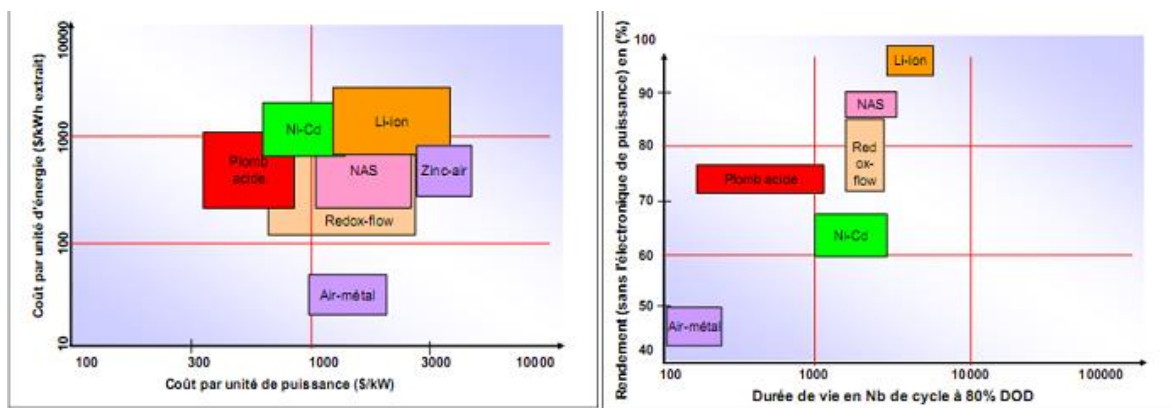 Coût par unité d'énergie ($/kWh extrait)
10000
1000
100
10
Ni-Cd
Li-ion
Plomb
acide
NAS
Zinc-air
Redox-flow
Air-métal
100
300
1000
3000
10000
Coût par unité de puissance ($/kW)
Rendement (sans l'électronique de puissance) en (%)
100
90
80
70
60
50
40
Li-ion
NAS
Red
ox-
flow
Plomb acide
Ni-Cd
Air-métal
100
1000
10000
100000
Durée de vie en Nb de cycle à 80% DOD